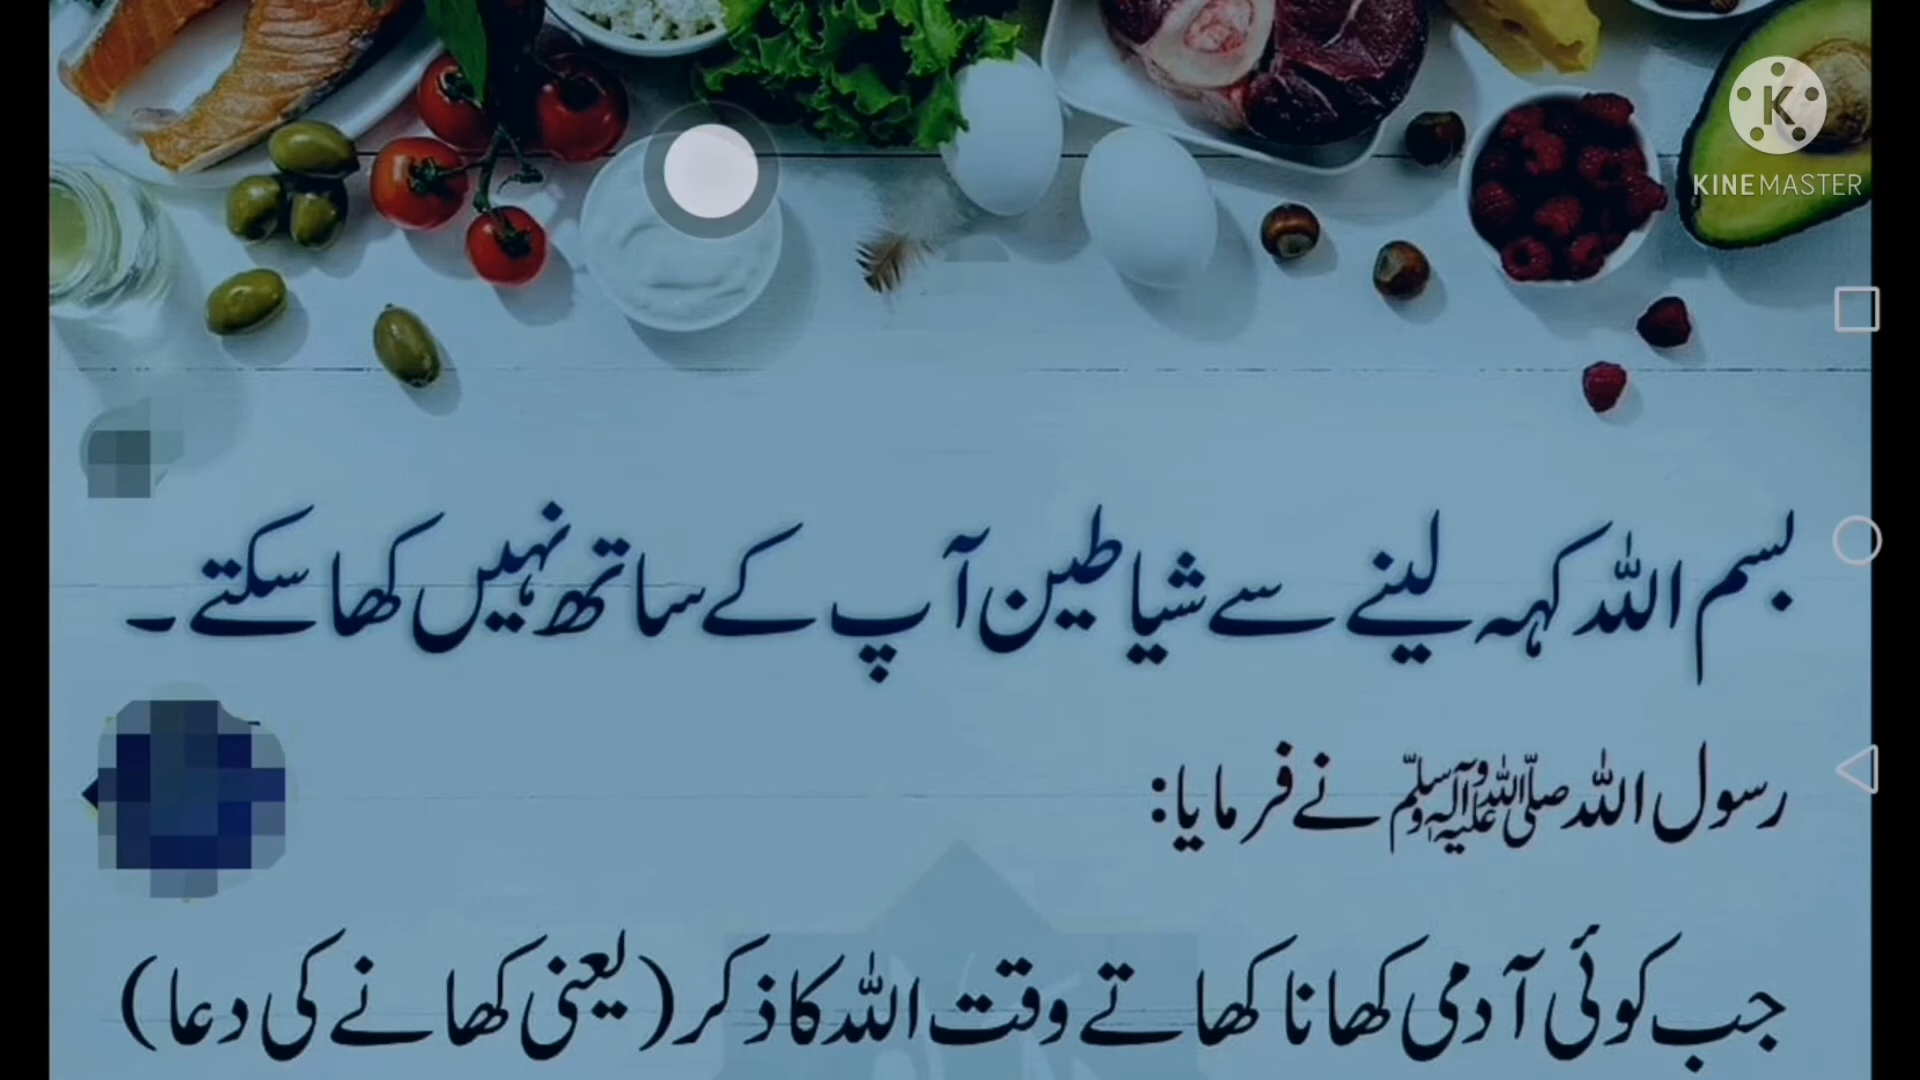 KINEMASTER
بسم اللہ کہہ لینے سے شیاطین آپ کے ساتھ نہیں کھا سکتے۔
رسول اللہ صلی اللہ علیہ وآلہ وسلم نے فرمایا:
جب کوئی آدمی کھانا کھاتے وقت اللہ کا ذکر (یعنی کھانے کی دعا)